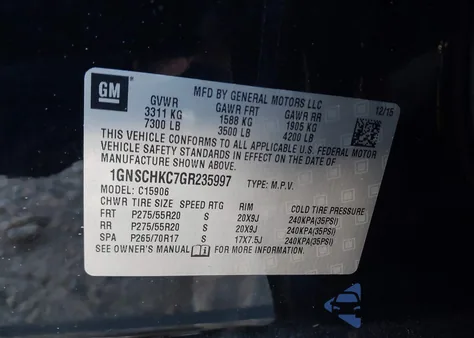 GM
MFD BY GENERAL MOTORS LLC
12/15
GVWR GAWR FRT GAWR RR
3311 KG 1588 KG 1905 KG
7300 LB 3500 LB 4200 LB
THIS VEHICLE CONFORMS TO ALL APPLICABLE U.S. FEDERAL MOTOR
VEHICLE SAFETY STANDARDS IN EFFECT ON THE DATE OF
MANUFACTURE SHOWN ABOVE.
1GNSCHKC7GR235997 TYPE: M.P.V.
MODEL: C15906
CHWR TIRE SIZE SPEED RTG RIM COLD TIRE PRESSURE
FRT P275/55R20 S 20X9J 240KPA(35PSI)
RR P275/55R20 S 20X9J 240KPA(35PSI)
SPA P265/70R17 S 17X7.5J 240KPA(35PSI)
SEE OWNER'S MANUAL FOR MORE INFORMATION